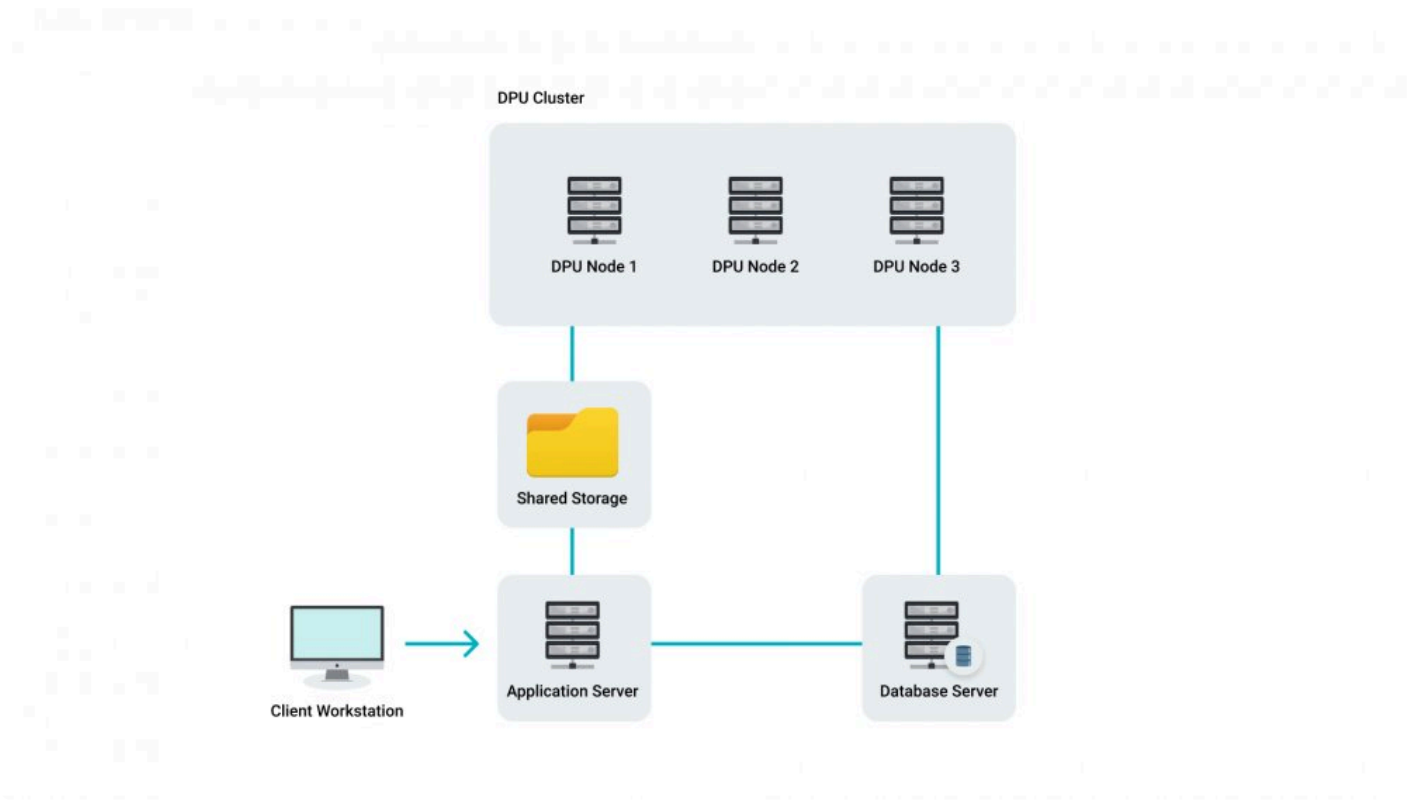 DPU Cluster
DPU Node 1
DPU Node 2
DPU Node 3
Shared Storage
Application Server
Database Server
Client Workstation